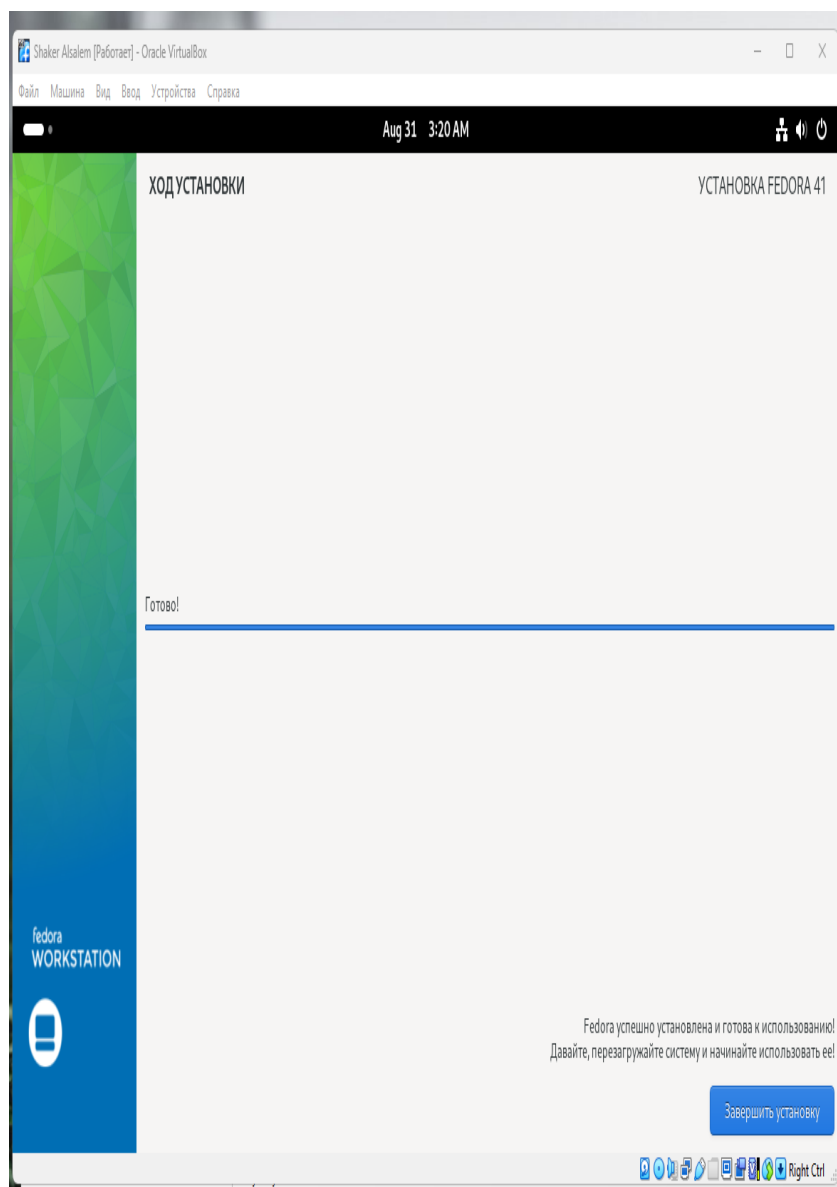 Shaker Alsalem [Работает] - Oracle VirtualBox
Файл Машина Вид Ввод Устройства Справка
Aug 31 3:20 AM
ХОД УСТАНОВКИ
УСТАНОВКА FEDORA 41
Готово!
fedora
WORKSTATION
Fedora успешно установлена и готова к использованию!
Давайте, перезагружайте систему и начинайте использовать ее!
Завершить установку
Right Ctrl